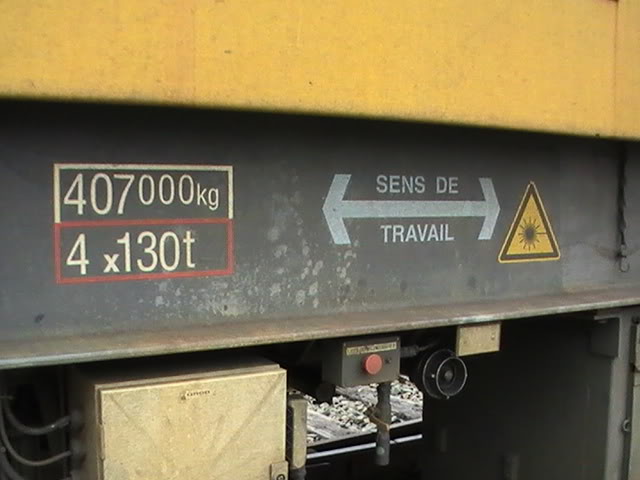 407000kg
4 x130t
SENS DE
TRAVAIL